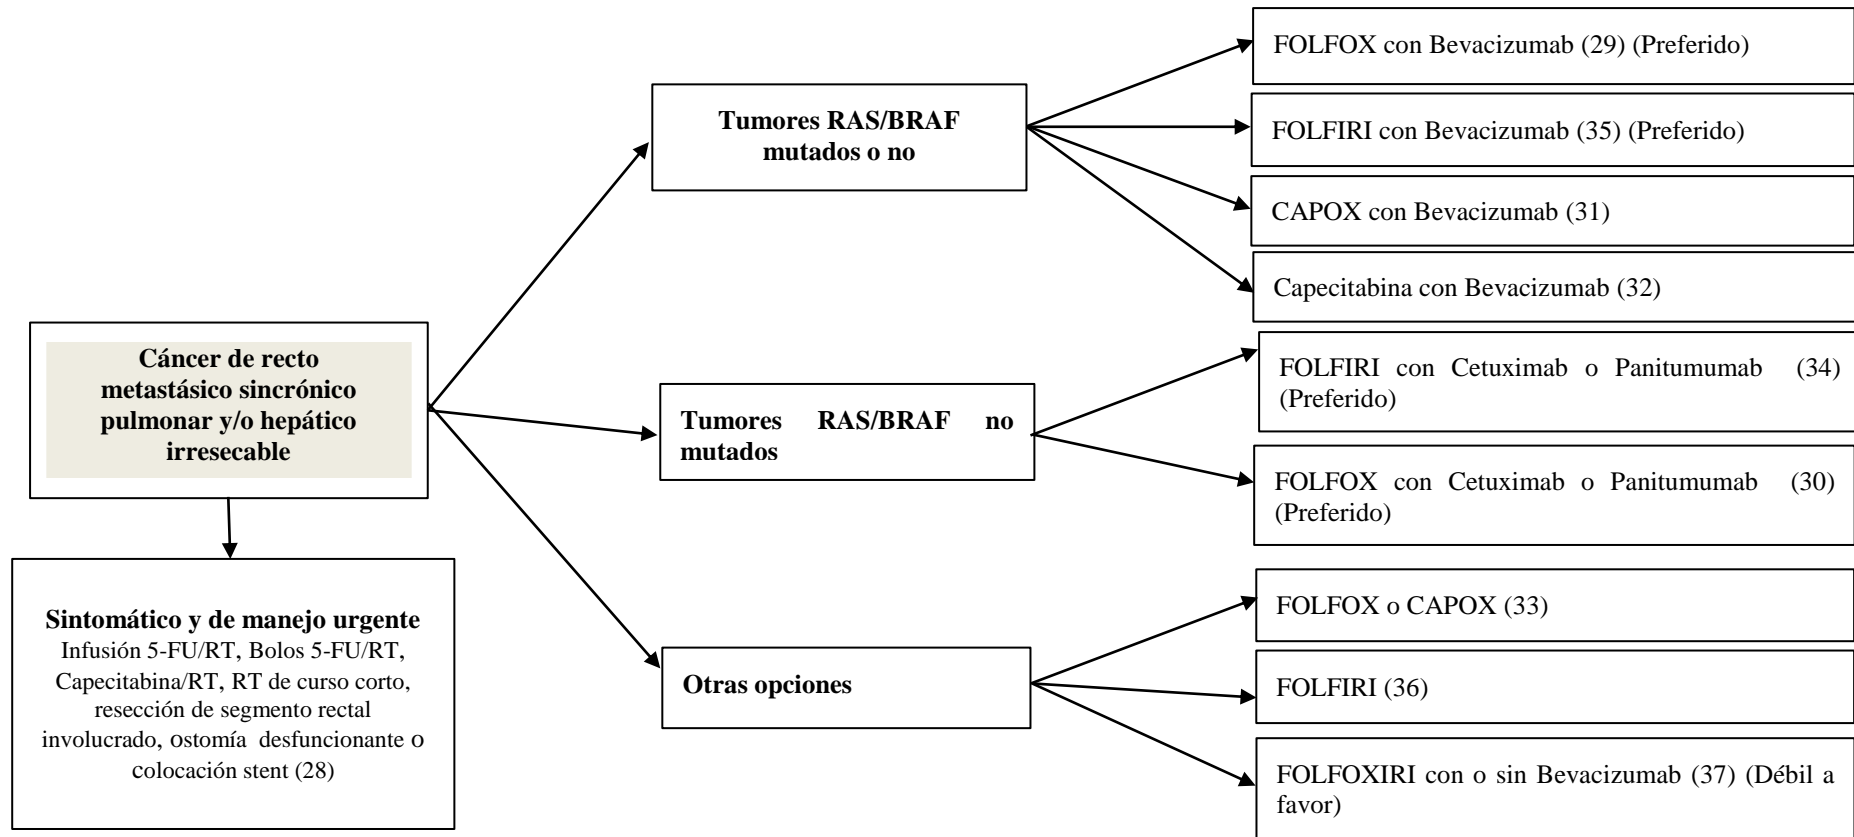 Cáncer de recto
metastásico sincrónico
pulmonar y/o hepático
irresecable
Sintomático y de manejo urgente
Infusión 5-FU/RT, Bolos 5-FU/RT,
Capecitabina/RT, RT de curso corto,
resección de segmento rectal
involucrado, ostomía desfuncionante o
colocación stent (28)
Tumores RAS/BRAF
mutados o no
FOLFOX con Bevacizumab (29) (Preferido)
FOLFIRI con Bevacizumab (35) (Preferido)
CAPOX con Bevacizumab (31)
Capecitabina con Bevacizumab (32)
Tumores RAS/BRAF no
mutados
FOLFIRI con Cetuximab o Panitumumab (34)
(Preferido)
FOLFOX con Cetuximab o Panitumumab (30)
(Preferido)
Otras opciones
FOLFOX o CAPOX (33)
FOLFIRI (36)
FOLFOXIRI con o sin Bevacizumab (37) (Débil a
favor)